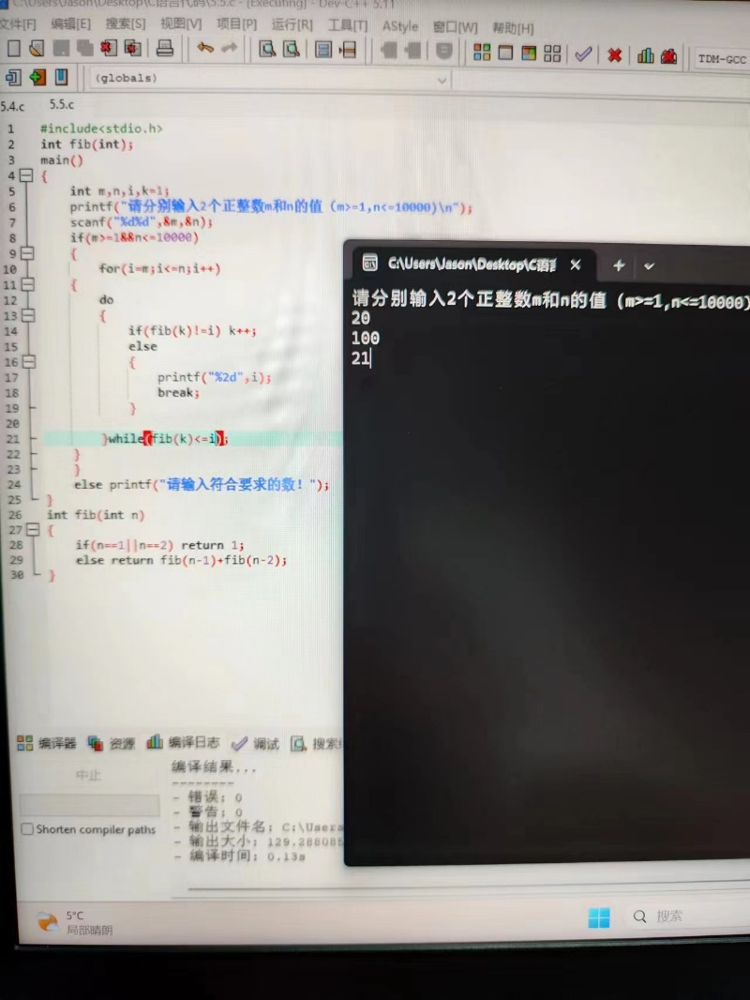 C:\Users\Jason\Desktop\C语言代码\5.5.c - [Executing] - Dev-C++ 5.11
文件[F] 编辑[E] 搜索[S] 视图[V] 项目[P] 运行[R] 工具[T] AStyle 窗口[W] 帮助[H]
TDM-GCC
(globals)
5.4.c 5.5.c
1 #include<stdio.h>
2 int fib(int);
3 main()
4 {
5 int m,n,i,k=1;
6 printf("请分别输入2个正整数m和n的值（m>=1,n<=10000)\n");
7 scanf("%d%d",&m,&n);
8 if(m>=1&&n<=10000)
9 {
10 for(i=m;i<=n;i++)
11 {
12 do
13 {
14 if(fib(k)!=i) k++;
15 else
16 {
17 printf("%2d",i);
18 break;
19 }
20
21 }while(fib(k)<=i);
22 }
23 }
24 else printf("请输入符合要求的数！");
25 }
26 int fib(int n)
27 {
28 if(n==1||n==2) return 1;
29 else return fib(n-1)+fib(n-2);
30 }
C:\Users\Jason\Desktop\C语言
请分别输入2个正整数m和n的值（m>=1,n<=10000)
20
100
21
编译器 资源 编译日志 调试 搜索
中止
Shorten compiler paths
编译结果...
--------
- 错误: 0
- 警告: 0
- 输出文件名: C:\Users
- 输出大小: 129.288085
- 编译时间: 0.13s
5°C
局部晴朗
搜索